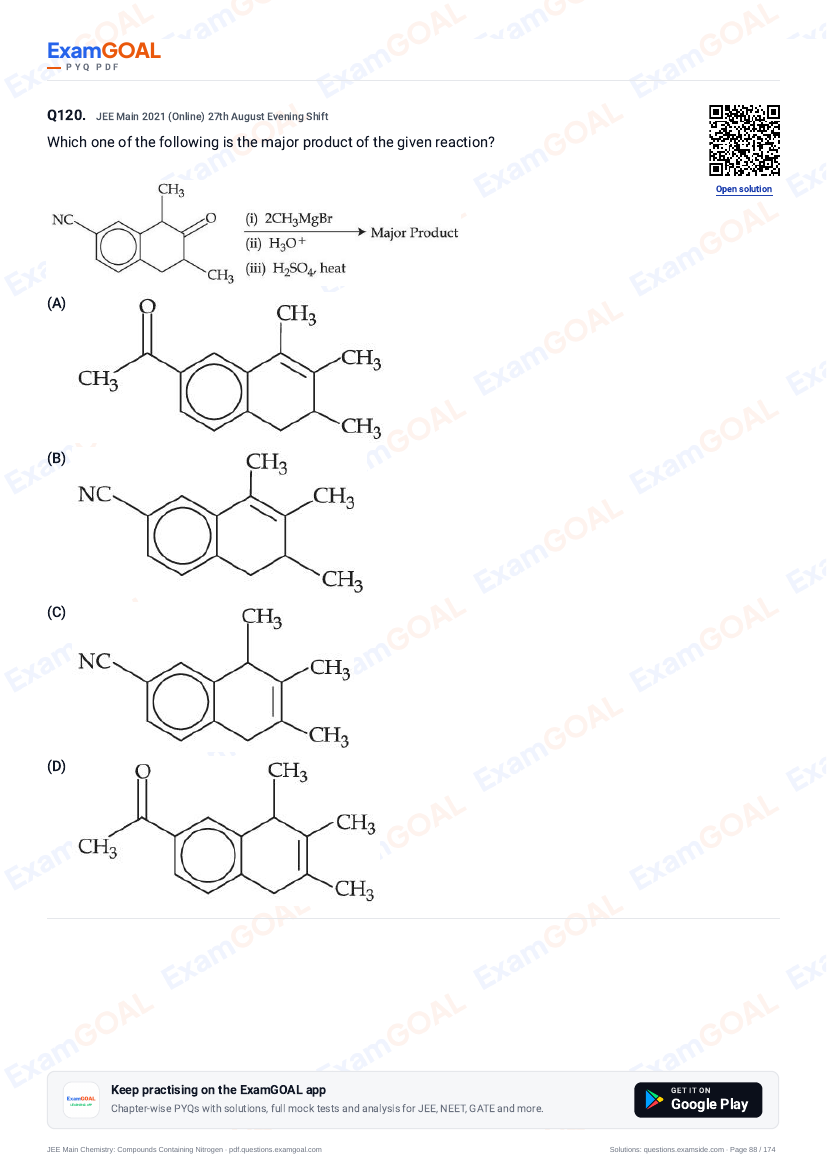 ExamGOAL
PYQ PDF
Q120. JEE Main 2021 (Online) 27th August Evening Shift
Which one of the following is the major product of the given reaction?
Open solution
CH3
NC
O
CH3
(i) 2CH3MgBr
(ii) H3O+
(iii) H2SO4, heat
Major Product
(A)
O
CH3
CH3
CH3
CH3
(B)
CH3
NC
CH3
CH3
(C)
CH3
NC
CH3
CH3
(D)
O
CH3
CH3
CH3
CH3
ExamGOAL
Keep practising on the ExamGOAL app
Chapter-wise PYQs with solutions, full mock tests and analysis for JEE, NEET, GATE and more.
GET IT ON
Google Play
JEE Main Chemistry: Compounds Containing Nitrogen · pdf.questions.examgoal.com
Solutions: questions.examside.com · Page 88 / 174